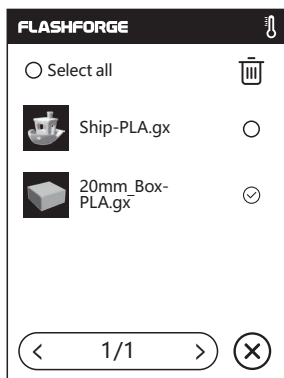 FLASHFORGE
Select all
Ship-PLA.gx
20mm_Box-
PLA.gx
1/1